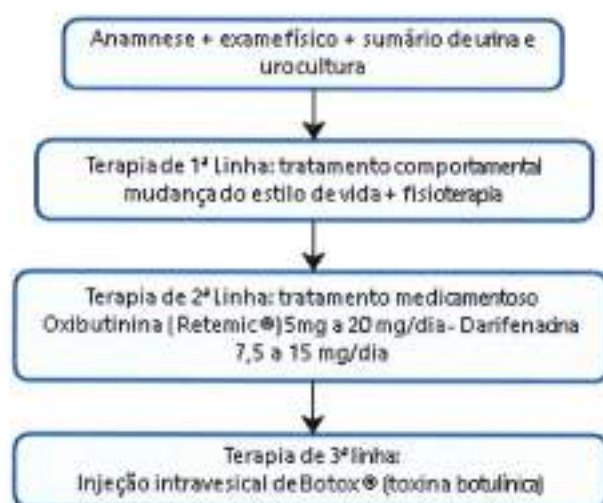 Anamnese + exame físico + sumário de urina e
urocultura
Terapia de 1ª Linha: tratamento comportamental
mudança do estilo de vida + fisioterapia
Terapia de 2ª Linha: tratamento medicamentoso
Oxibutinina ( Retemic®) 5mg a 20 mg/dia - Darifenacina
7,5 a 15 mg/dia
Terapia de 3ª linha:
Injeção intravesical de Botox® (toxina botulínica)